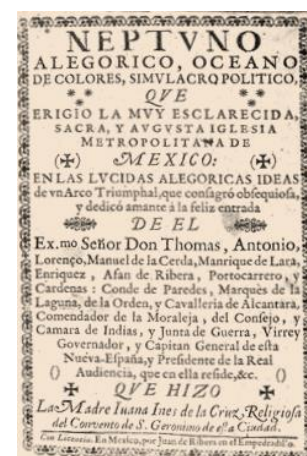 NEPTVNO
ALEGORICO, OCEANO
DE COLORES, SIMVLACRO POLITICO,
QVE
ERIGIO LA MVY ESCLARECIDA,
SACRA, Y AVGVSTA IGLESIA
METROPOLITANA DE
MEXICO:
EN LAS LVCIDAS ALEGORICAS IDEAS
de vn Arco Triumphal, que consagró obsequiosa,
y dedicó amante á la feliz entrada
DE EL
Ex.mo Señor Don Thomas, Antonio,
Lorenço, Manuel de la Cerda, Manrique de Lara,
Enriquez, Afan de Ribera, Portocarrero, y
Cardenas: Conde de Paredes, Marquès de la
Laguna, de la Orden, y Cavalleria de Alcantara,
Comendador de la Moraleja, del Consejo, y
Camara de Indias, y Junta de Guerra, Virrey
Governador, y Capitan General de esta
Nueva-España, y Presidente de la Real
Audiencia, que en ella reside, &c.
QVE HIZO
La Madre Iuana Ines de la Cruz, Religiosa
del Convento de S. Geronimo de esta Ciudad.
Con Licencia. En Mexico, por Juan de Ribera en el Empedradillo.